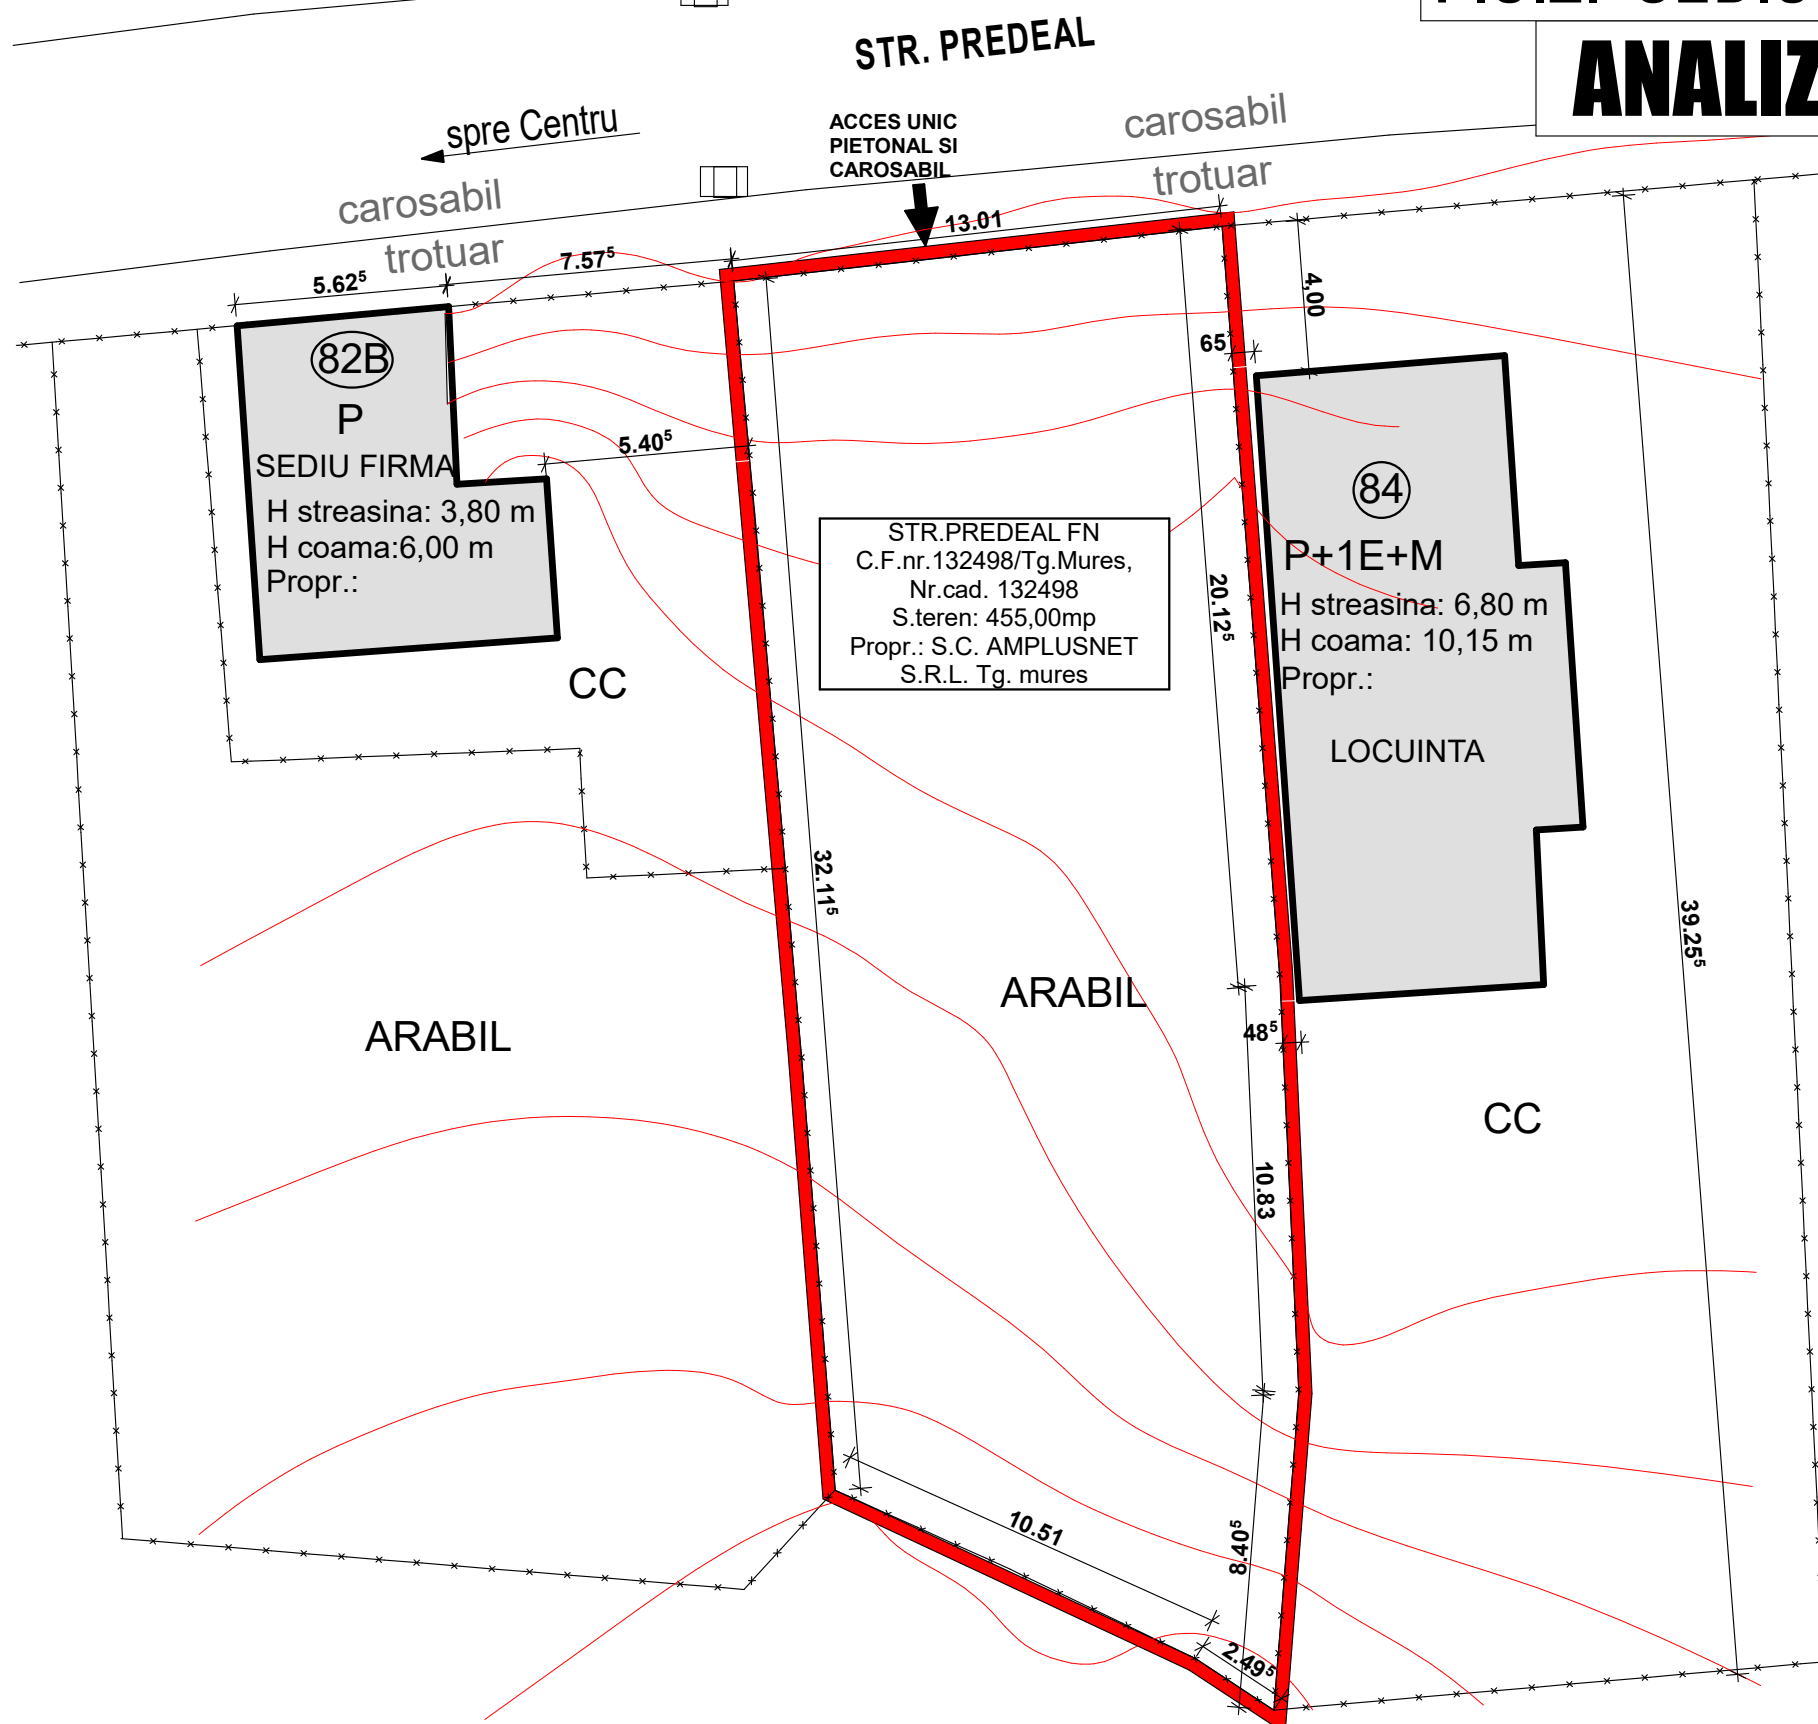 STR. PREDEAL
ANALIZ
spre Centru
ACCES UNIC
PIETONAL SI
CAROSABIL
carosabil
trotuar
carosabil
trotuar
13.01
7.57⁵
5.62⁵
4,00
65
82B
P
SEDIU FIRMA
H streasina: 3,80 m
H coama:6,00 m
Propr.:
5.40⁵
84
P+1E+M
H streasina: 6,80 m
H coama: 10,15 m
Propr.:
LOCUINTA
STR.PREDEAL FN
C.F.nr.132498/Tg.Mures,
Nr.cad. 132498
S.teren: 455,00mp
Propr.: S.C. AMPLUSNET
S.R.L. Tg. mures
20.12⁵
CC
32.11⁵
39.25⁵
ARABIL
ARABIL
48⁵
CC
10.83
10.51
8.40⁵
2.49⁵